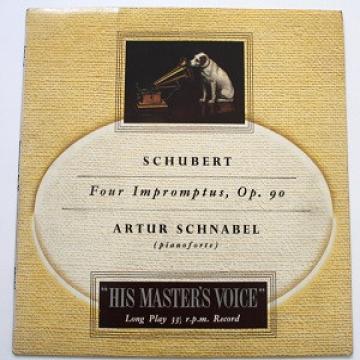 SCHUBERT
Four Impromptus, Op. 90
ARTUR SCHNABEL
(pianoforte)
"HIS MASTER'S VOICE"
Long Play 33⅓ r.p.m. Record